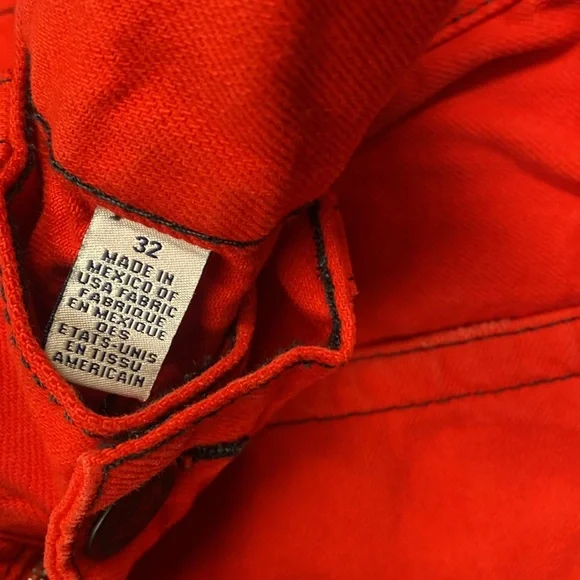 32
MADE IN
MEXICO OF
USA FABRIC
FABRIQUE
EN MEXIQUE
DES
ETATS-UNIS
EN TISSU
AMERICAIN